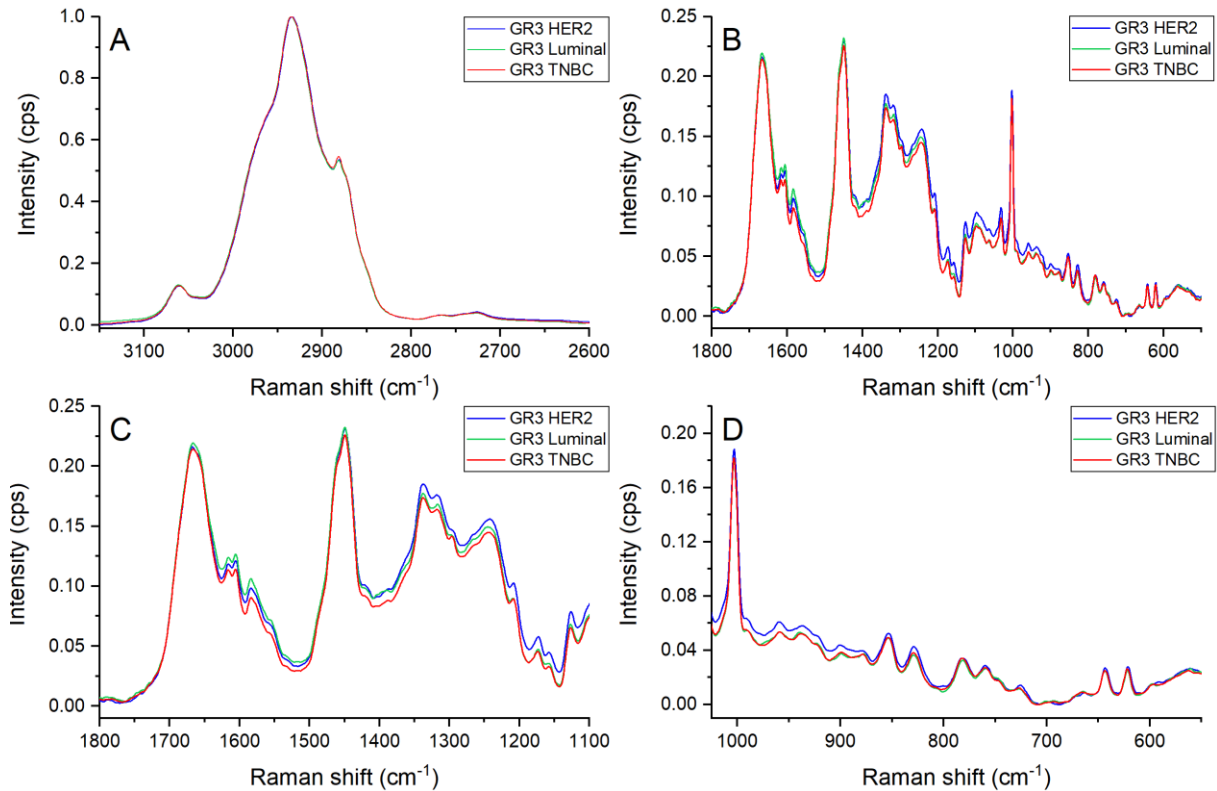 A
GR3 HER2
GR3 Luminal
GR3 TNBC
Intensity (cps)
1.0
0.8
0.6
0.4
0.2
0.0
3100 3000 2900 2800 2700 2600
Raman shift (cm⁻¹)
B
GR3 HER2
GR3 Luminal
GR3 TNBC
Intensity (cps)
0.25
0.20
0.15
0.10
0.05
0.00
1800 1600 1400 1200 1000 800 600
Raman shift (cm⁻¹)
C
GR3 HER2
GR3 Luminal
GR3 TNBC
Intensity (cps)
0.25
0.20
0.15
0.10
0.05
0.00
1800 1700 1600 1500 1400 1300 1200 1100
Raman shift (cm⁻¹)
D
GR3 HER2
GR3 Luminal
GR3 TNBC
Intensity (cps)
0.20
0.16
0.12
0.08
0.04
0.00
1000 900 800 700 600
Raman shift (cm⁻¹)